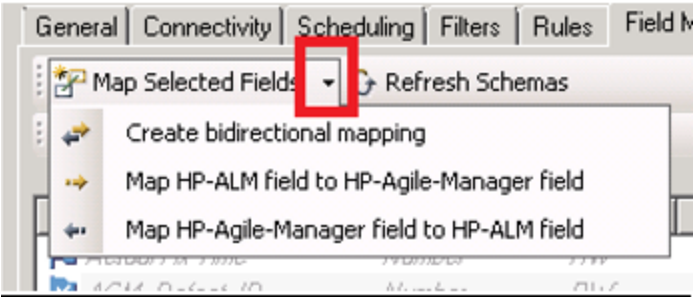 General Connectivity Scheduling Filters Rules Field M
Map Selected Fields Refresh Schemas
Create bidirectional mapping
Map HP-ALM field to HP-Agile-Manager field
Map HP-Agile-Manager field to HP-ALM field